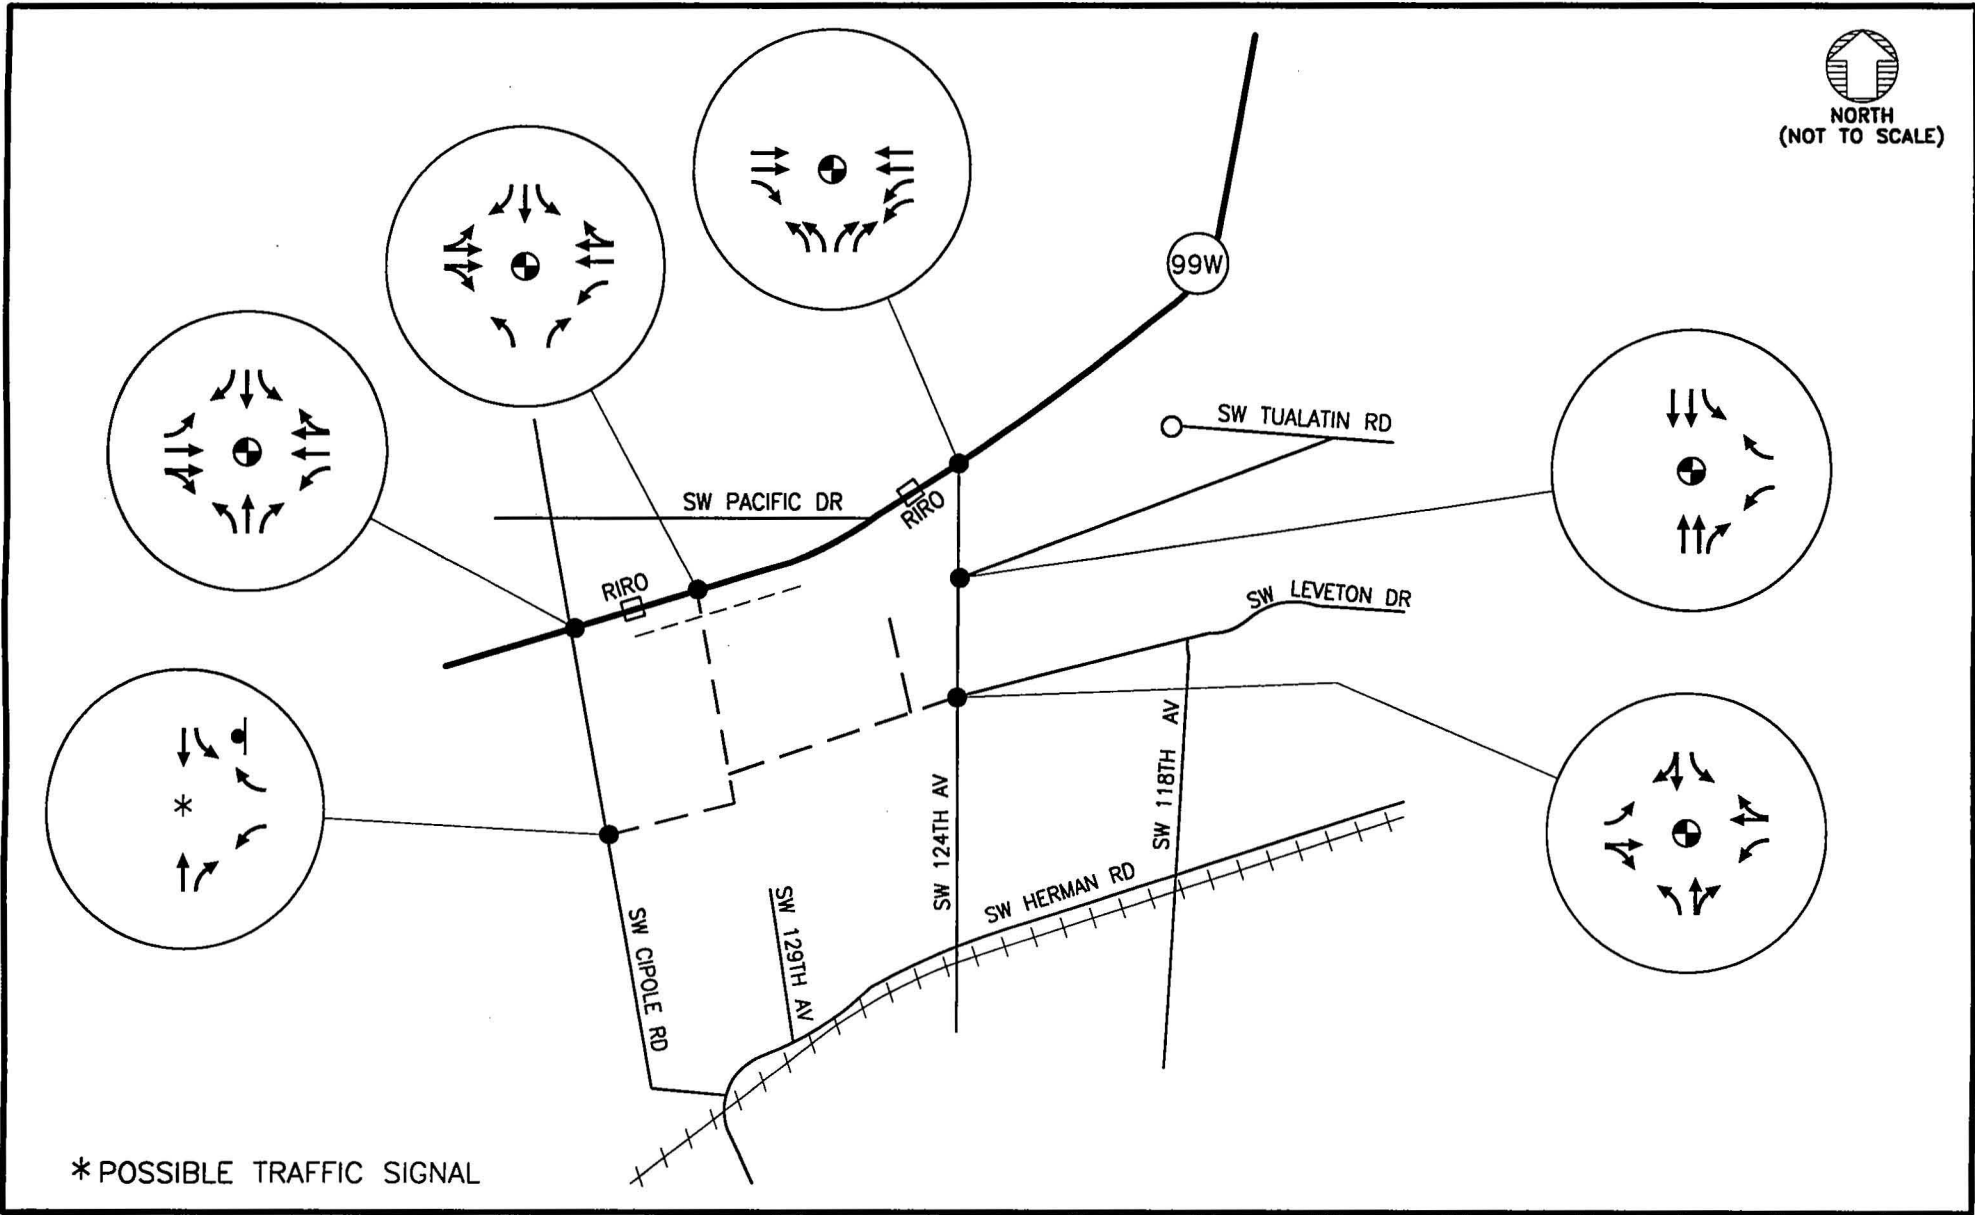 NORTH
(NOT TO SCALE)
99W
SW TUALATIN RD
SW PACIFIC DR
RIRO
RIRO
SW LEVETON DR
SW 118TH AV
SW 124TH AV
SW HERMAN RD
SW 129TH AV
SW CIPOLE RD
*
* POSSIBLE TRAFFIC SIGNAL